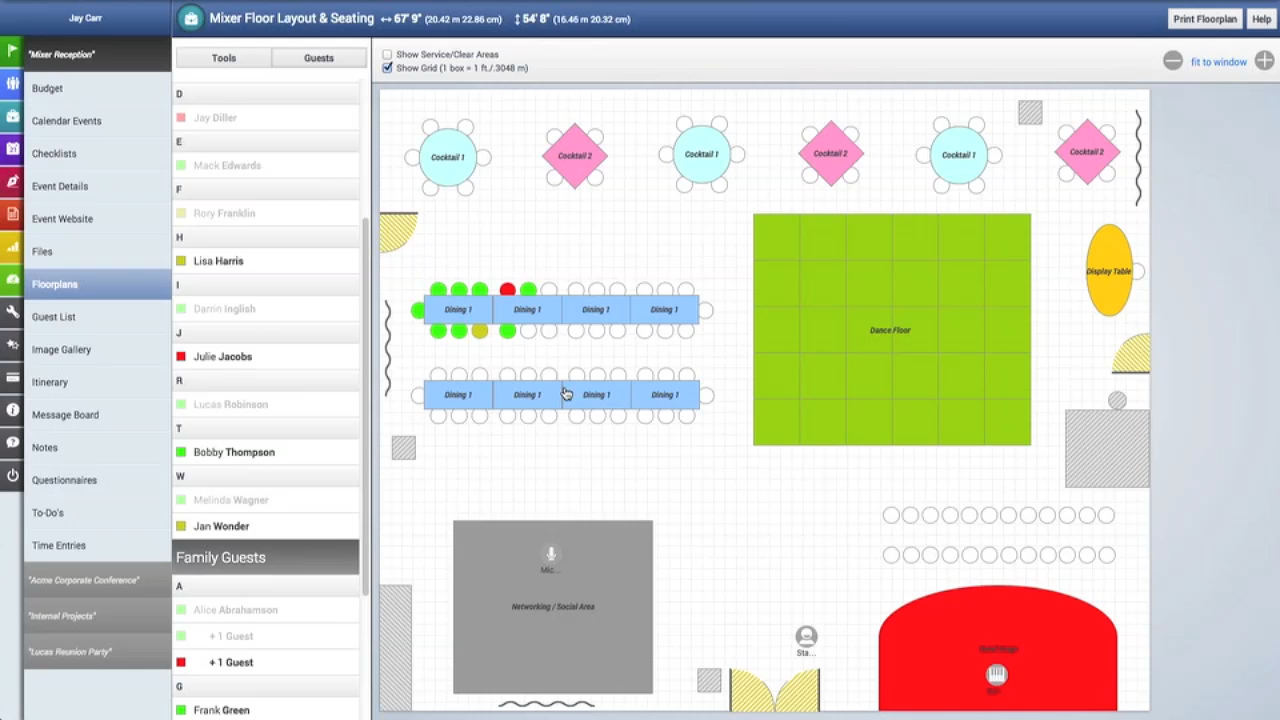 Jay Carr
Mixer Floor Layout & Seating ↔ 67' 9" (20.42 m 22.86 cm) ↕ 54' 8" (16.46 m 20.32 cm)
Print Floorplan
Help
"Mixer Reception"
Budget
Calendar Events
Checklists
Event Details
Event Website
Files
Floorplans
Guest List
Image Gallery
Itinerary
Message Board
Notes
Questionnaires
To-Do's
Time Entries
"Acme Corporate Conference"
"Internal Projects"
"Lucas Reunion Party"
Tools
Guests
D
Jay Diller
E
Mack Edwards
F
Rory Franklin
H
Lisa Harris
I
Darrin Inglish
J
Julie Jacobs
R
Lucas Robinson
T
Bobby Thompson
W
Melinda Wagner
Jan Wonder
Family Guests
A
Alice Abrahamson
+ 1 Guest
+ 1 Guest
G
Frank Green
Show Service/Clear Areas
Show Grid (1 box = 1 ft./.3048 m)
fit to window
Cocktail 1
Cocktail 2
Cocktail 1
Cocktail 2
Cocktail 1
Cocktail 2
Display Table
Dining 1
Dining 1
Dining 1
Dining 1
Dance Floor
Dining 1
Dining 1
Dining 1
Dining 1
Mic...
Networking / Social Area
Sta...